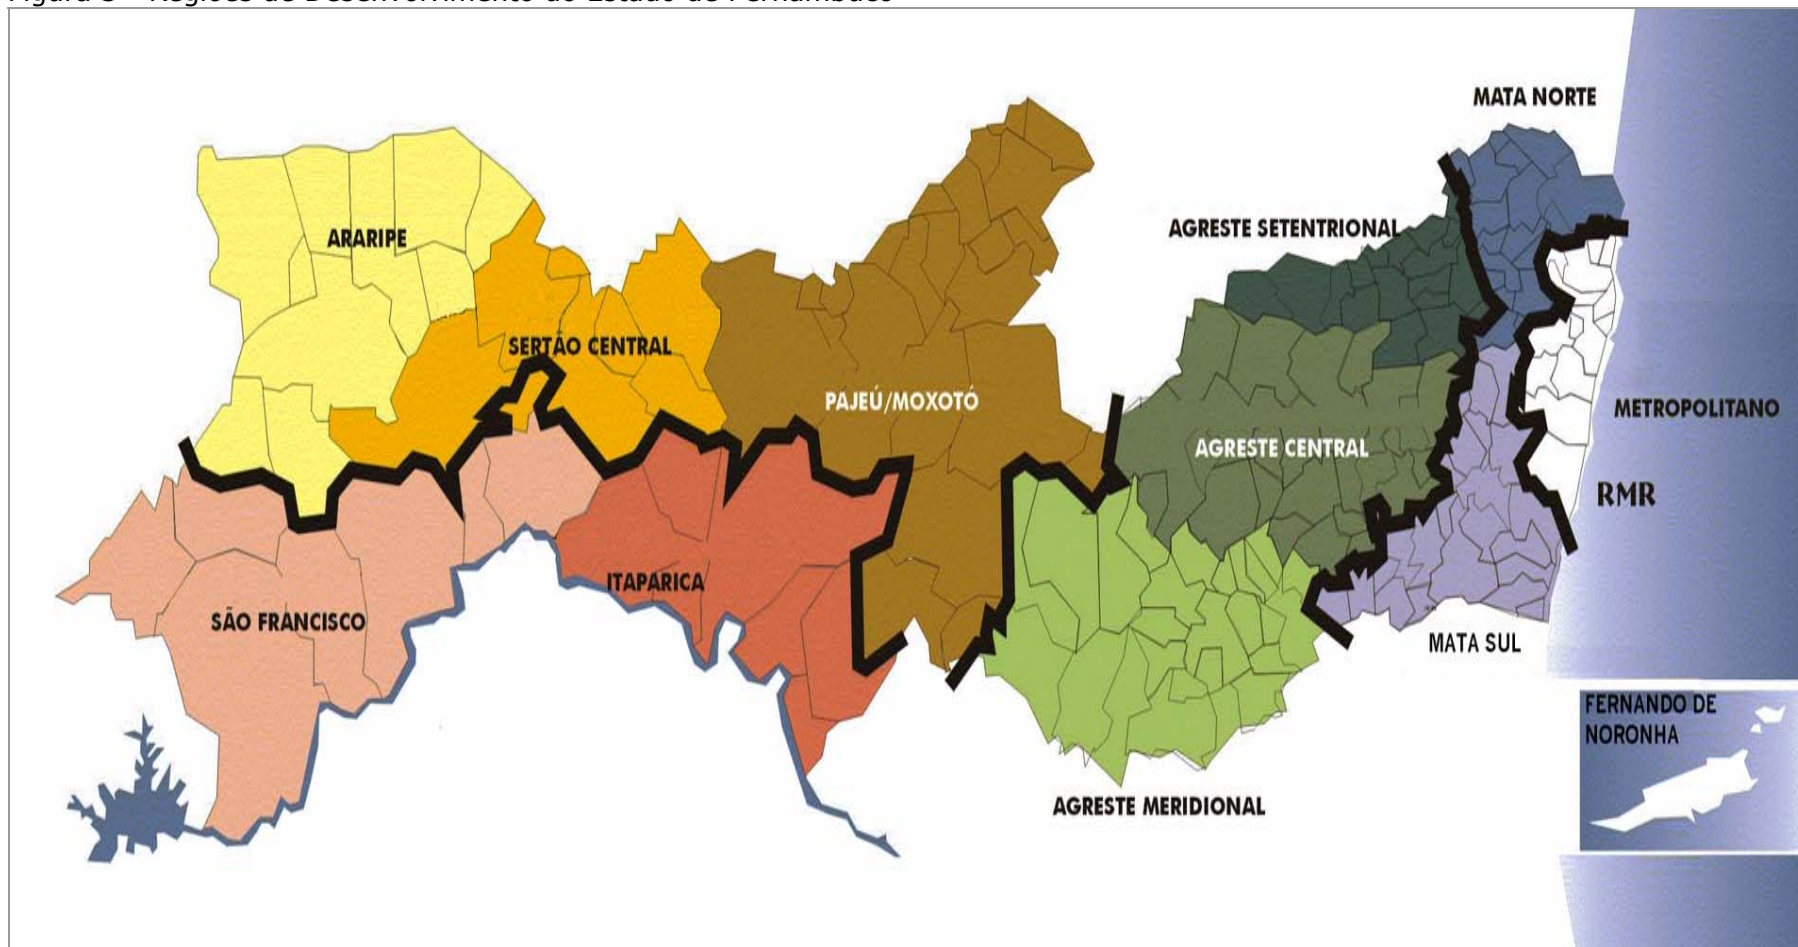 MATA NORTE
AGRESTE SETENTRIONAL
ARARIPE
SERTÃO CENTRAL
PAJEÚ/MOXOTÓ
METROPOLITANO
AGRESTE CENTRAL
RMR
ITAPARICA
SÃO FRANCISCO
MATA SUL
FERNANDO DE
NORONHA
AGRESTE MERIDIONAL